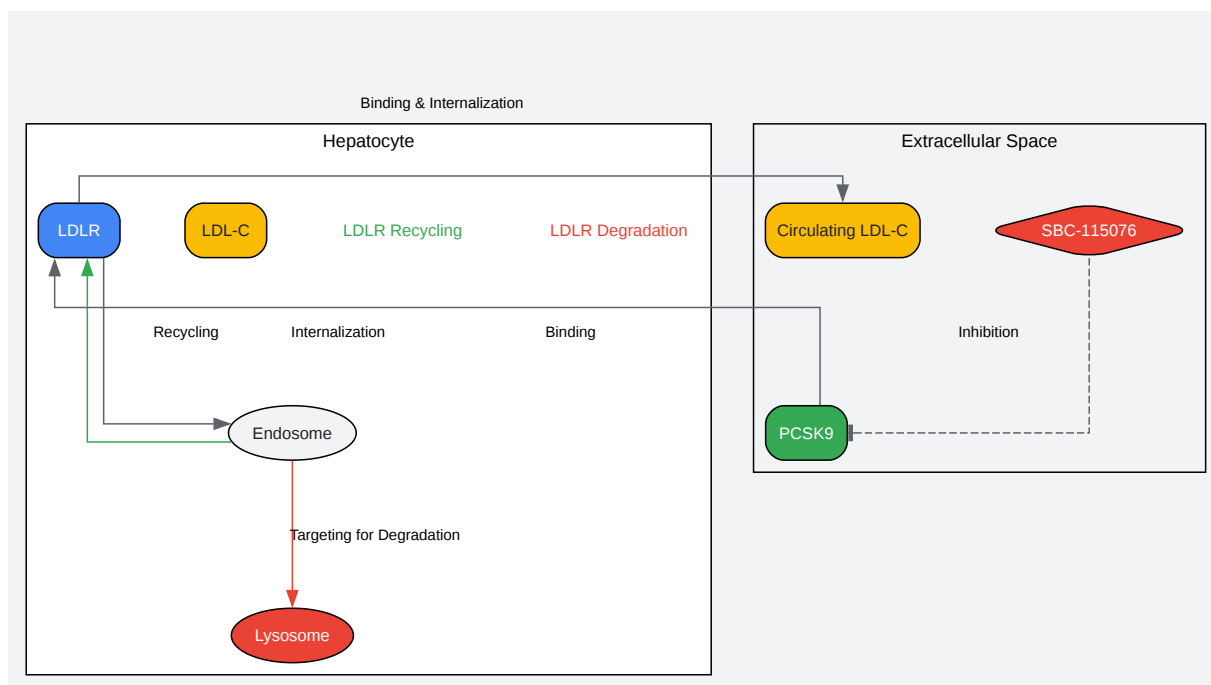 Binding & Internalization
Hepatocyte
Extracellular Space
LDLR
LDL-C
LDLR Recycling
LDLR Degradation
Circulating LDL-C
SBC-115076
Recycling
Internalization
Binding
Inhibition
Endosome
PCSK9
Targeting for Degradation
Lysosome